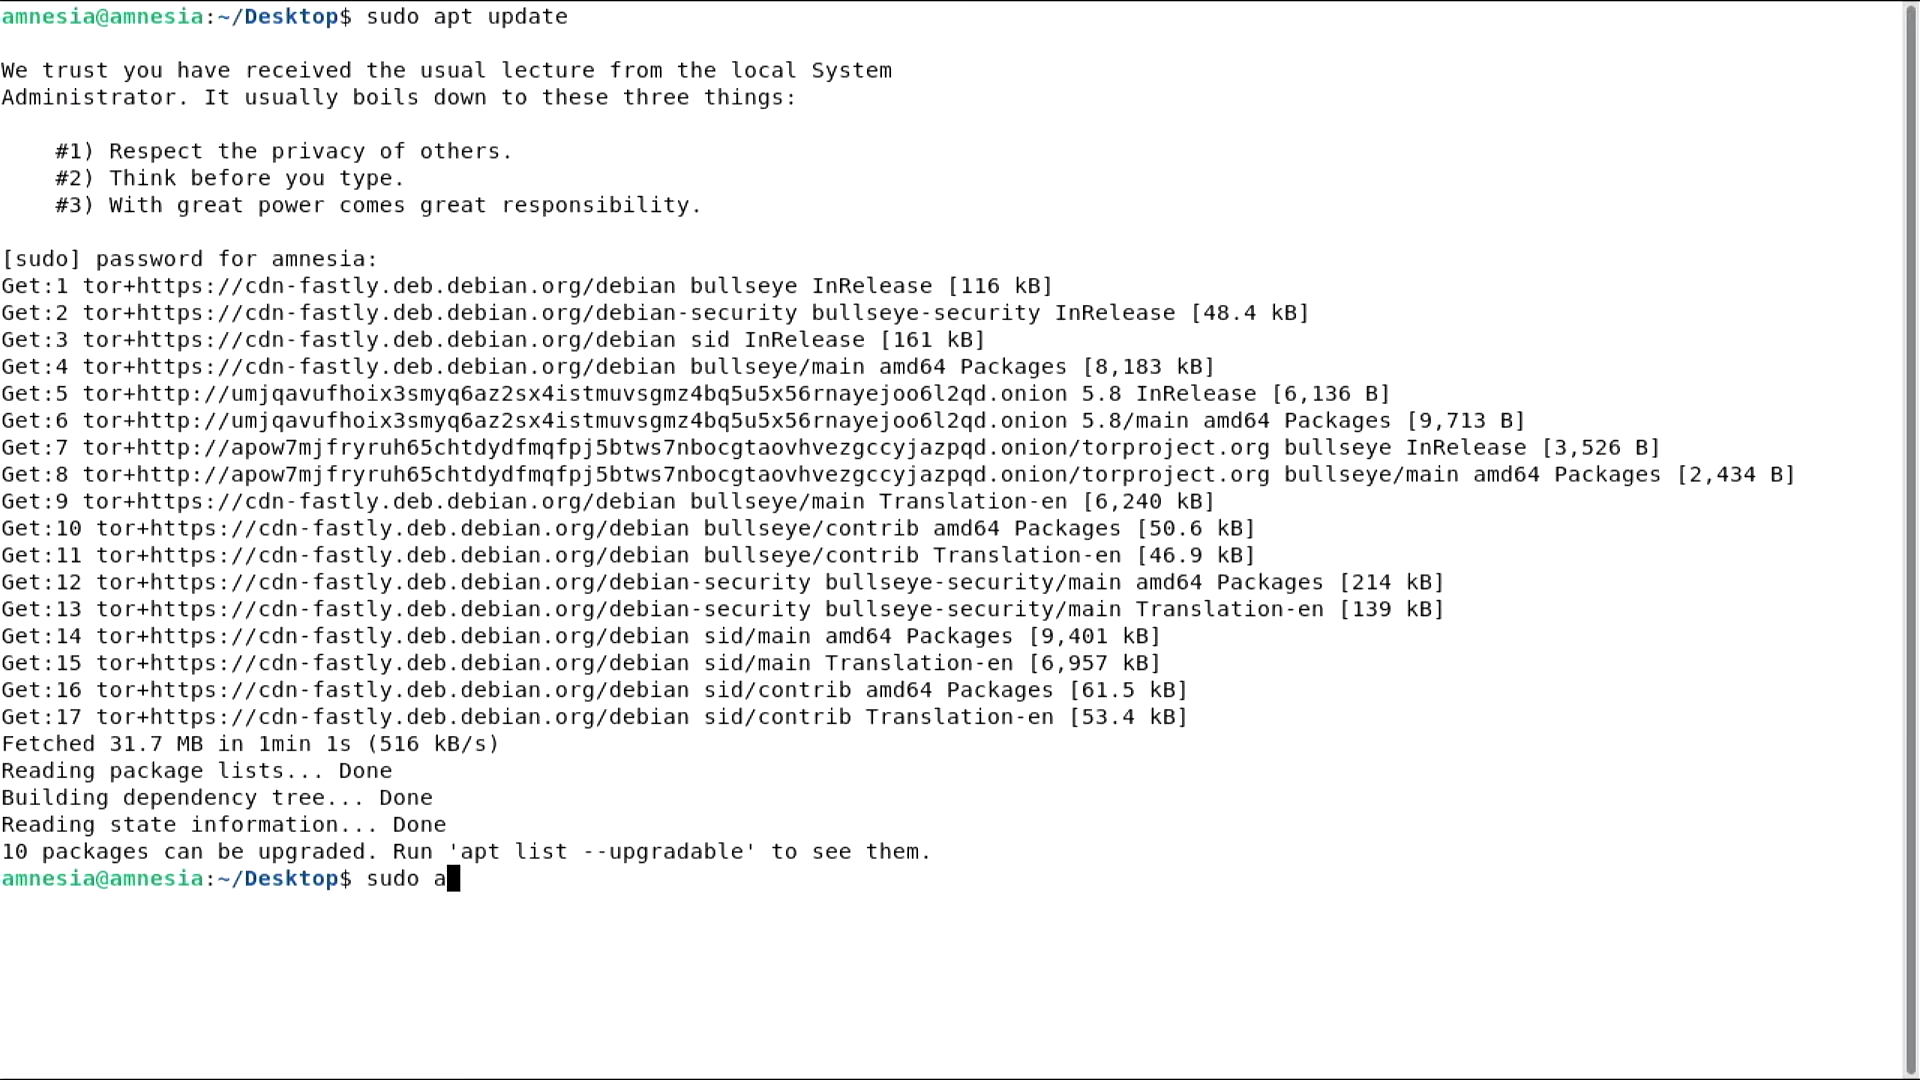 amnesia@amnesia:~/Desktop$ sudo apt update
We trust you have received the usual lecture from the local System
Administrator. It usually boils down to these three things:
#1) Respect the privacy of others.
#2) Think before you type.
#3) With great power comes great responsibility.
[sudo] password for amnesia:
Get:1 tor+https://cdn-fastly.deb.debian.org/debian bullseye InRelease [116 kB]
Get:2 tor+https://cdn-fastly.deb.debian.org/debian-security bullseye-security InRelease [48.4 kB]
Get:3 tor+https://cdn-fastly.deb.debian.org/debian sid InRelease [161 kB]
Get:4 tor+https://cdn-fastly.deb.debian.org/debian bullseye/main amd64 Packages [8,183 kB]
Get:5 tor+http://umjqavufhoix3smyq6az2sx4istmuvsgmz4bq5u5x56rnayejoo6l2qd.onion 5.8 InRelease [6,136 B]
Get:6 tor+http://umjqavufhoix3smyq6az2sx4istmuvsgmz4bq5u5x56rnayejoo6l2qd.onion 5.8/main amd64 Packages [9,713 B]
Get:7 tor+http://apow7mjfryruh65chtdydfmqfpj5btws7nbocgtaovhvezgccyjazpqd.onion/torproject.org bullseye InRelease [3,526 B]
Get:8 tor+http://apow7mjfryruh65chtdydfmqfpj5btws7nbocgtaovhvezgccyjazpqd.onion/torproject.org bullseye/main amd64 Packages [2,434 B]
Get:9 tor+https://cdn-fastly.deb.debian.org/debian bullseye/main Translation-en [6,240 kB]
Get:10 tor+https://cdn-fastly.deb.debian.org/debian bullseye/contrib amd64 Packages [50.6 kB]
Get:11 tor+https://cdn-fastly.deb.debian.org/debian bullseye/contrib Translation-en [46.9 kB]
Get:12 tor+https://cdn-fastly.deb.debian.org/debian-security bullseye-security/main amd64 Packages [214 kB]
Get:13 tor+https://cdn-fastly.deb.debian.org/debian-security bullseye-security/main Translation-en [139 kB]
Get:14 tor+https://cdn-fastly.deb.debian.org/debian sid/main amd64 Packages [9,401 kB]
Get:15 tor+https://cdn-fastly.deb.debian.org/debian sid/main Translation-en [6,957 kB]
Get:16 tor+https://cdn-fastly.deb.debian.org/debian sid/contrib amd64 Packages [61.5 kB]
Get:17 tor+https://cdn-fastly.deb.debian.org/debian sid/contrib Translation-en [53.4 kB]
Fetched 31.7 MB in 1min 1s (516 kB/s)
Reading package lists... Done
Building dependency tree... Done
Reading state information... Done
10 packages can be upgraded. Run 'apt list --upgradable' to see them.
amnesia@amnesia:~/Desktop$ sudo a